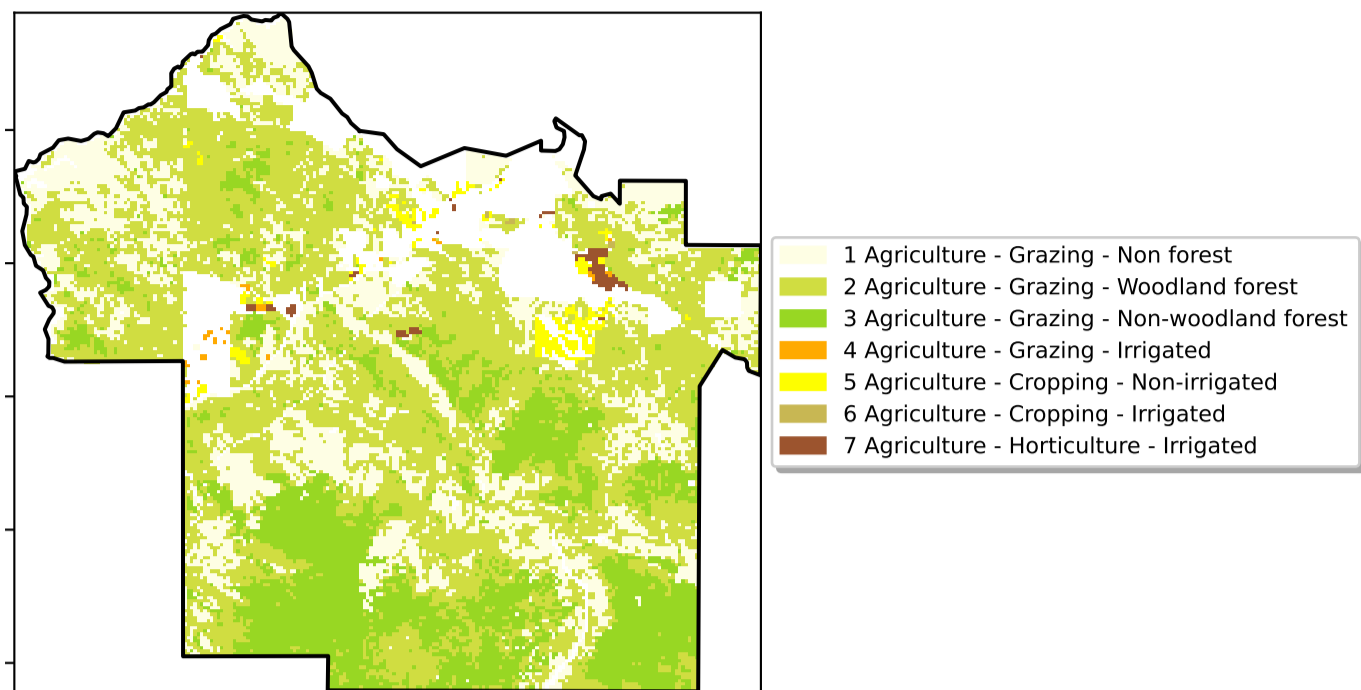 1 Agriculture - Grazing - Non forest
2 Agriculture - Grazing - Woodland forest
3 Agriculture - Grazing - Non-woodland forest
4 Agriculture - Grazing - Irrigated
5 Agriculture - Cropping - Non-irrigated
6 Agriculture - Cropping - Irrigated
7 Agriculture - Horticulture - Irrigated